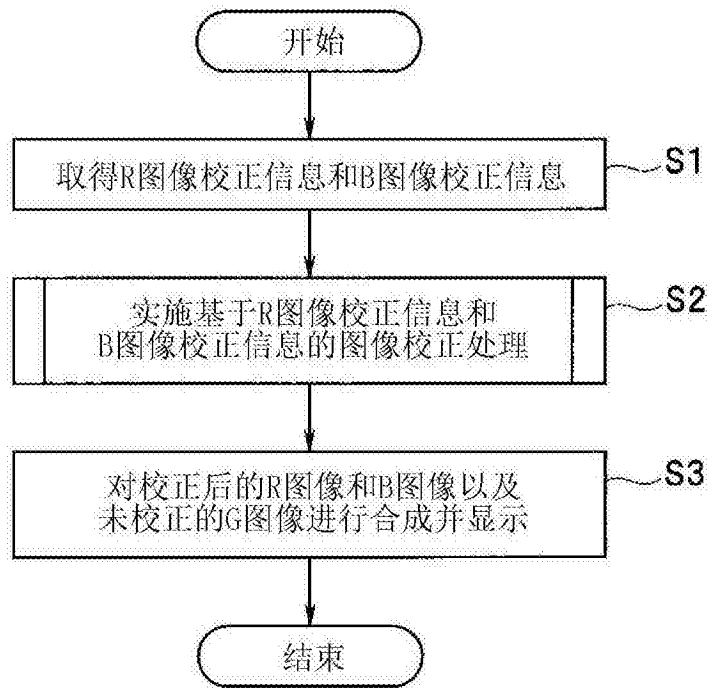 开始
取得R图像校正信息和B图像校正信息
S1
实施基于R图像校正信息和
B图像校正信息的图像校正处理
S2
对校正后的R图像和B图像以及
未校正的G图像进行合成并显示
S3
结束